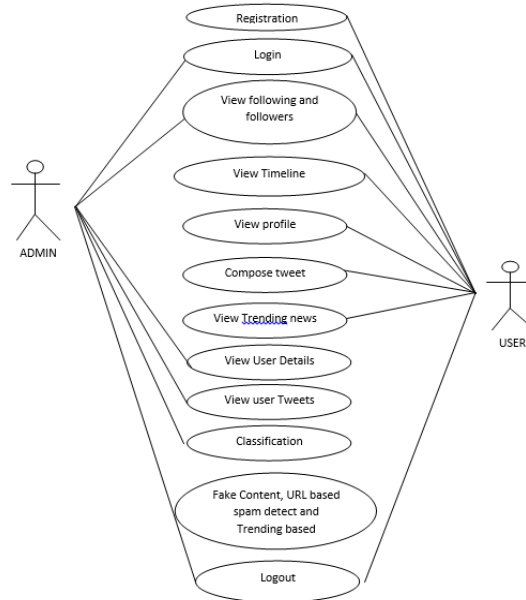 Registration
Login
View following and
followers
View Timeline
View profile
ADMIN
Compose tweet
View Trending news
USER
View User Details
View user Tweets
Classification
Fake Content, URL based
spam detect and
Trending based
Logout